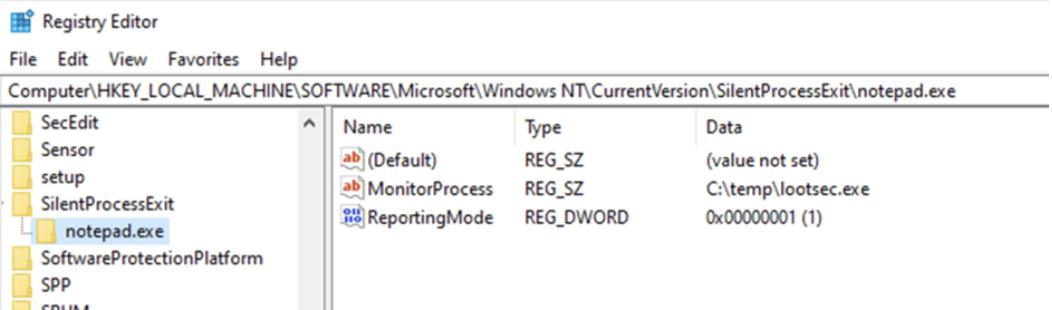 Registry Editor
File Edit View Favorites Help
Computer\HKEY_LOCAL_MACHINE\SOFTWARE\Microsoft\Windows NT\CurrentVersion\SilentProcessExit\notepad.exe
SecEdit
Sensor
setup
SilentProcessExit
notepad.exe
SoftwareProtectionPlatform
SPP
Name Type Data
(Default) REG_SZ (value not set)
MonitorProcess REG_SZ C:\temp\lootsec.exe
ReportingMode REG_DWORD 0x00000001 (1)